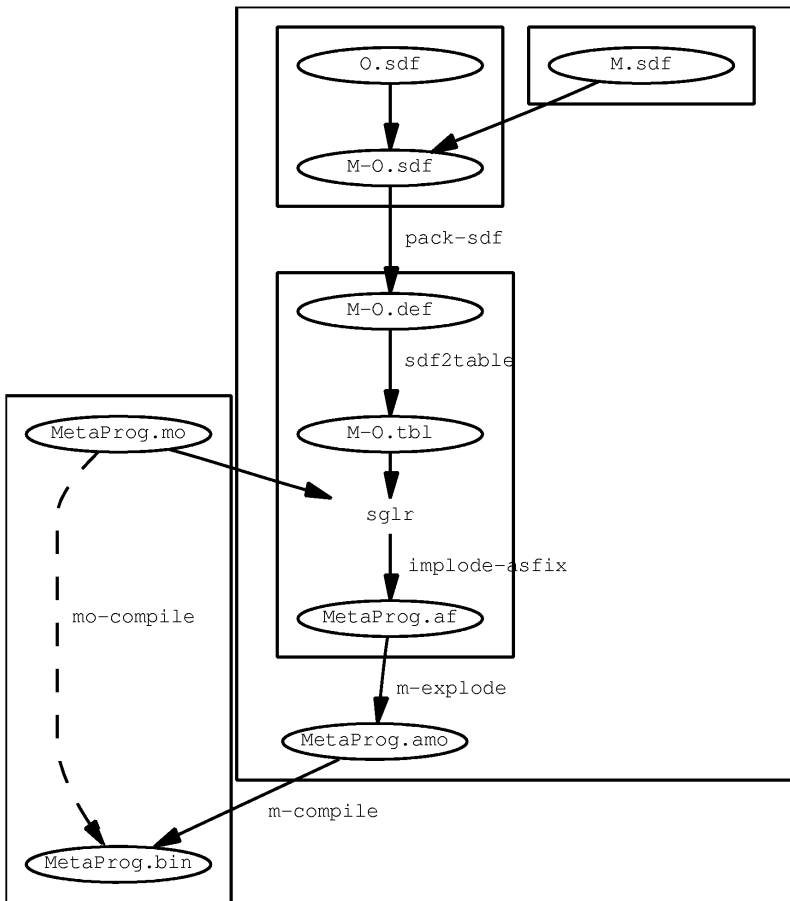 O.sdf
M.sdf
M-O.sdf
pack-sdf
M-O.def
sdf2table
MetaProg.mo
M-O.tbl
sglr
implode-asfix
mo-compile
MetaProg.af
m-explode
MetaProg.amo
m-compile
MetaProg.bin